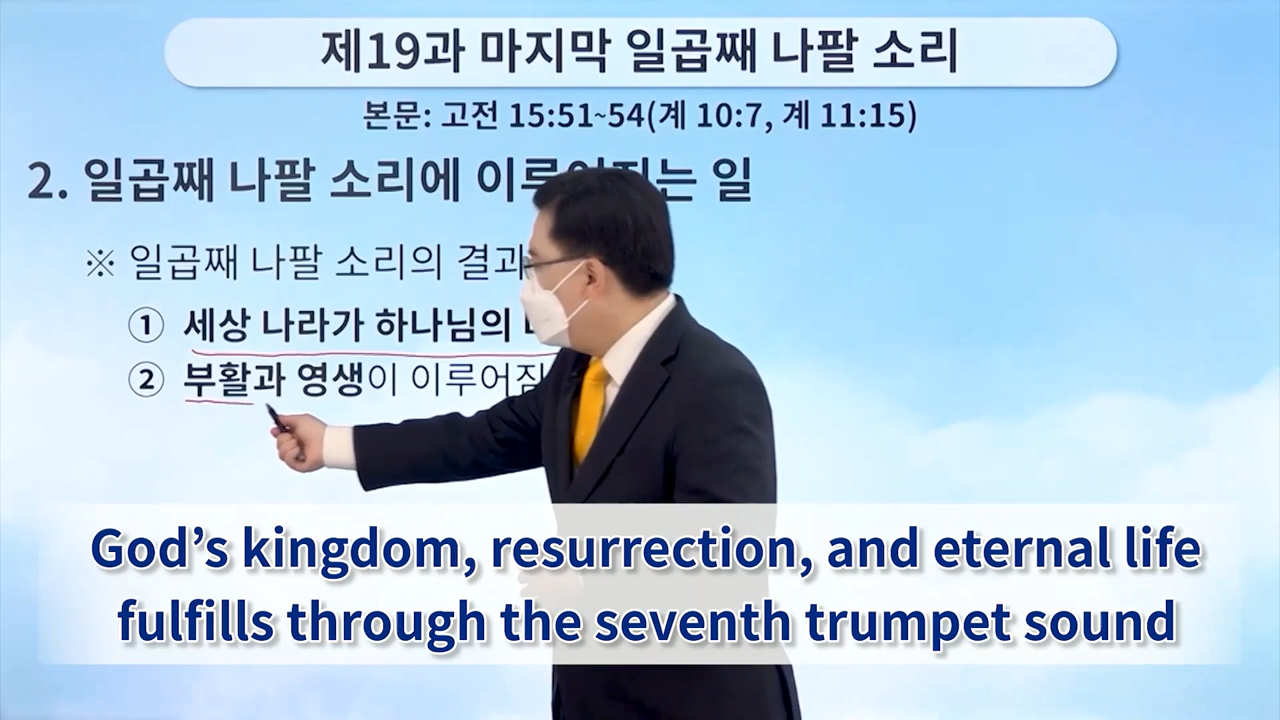 제19과 마지막 일곱째 나팔 소리
본문: 고전 15:51~54(계 10:7, 계 11:15)
2. 일곱째 나팔 소리에 이루어지는 일
※ 일곱째 나팔 소리의 결과
① 세상 나라가 하나님의
② 부활과 영생이 이루어짐
God’s kingdom, resurrection, and eternal life
fulfills through the seventh trumpet sound